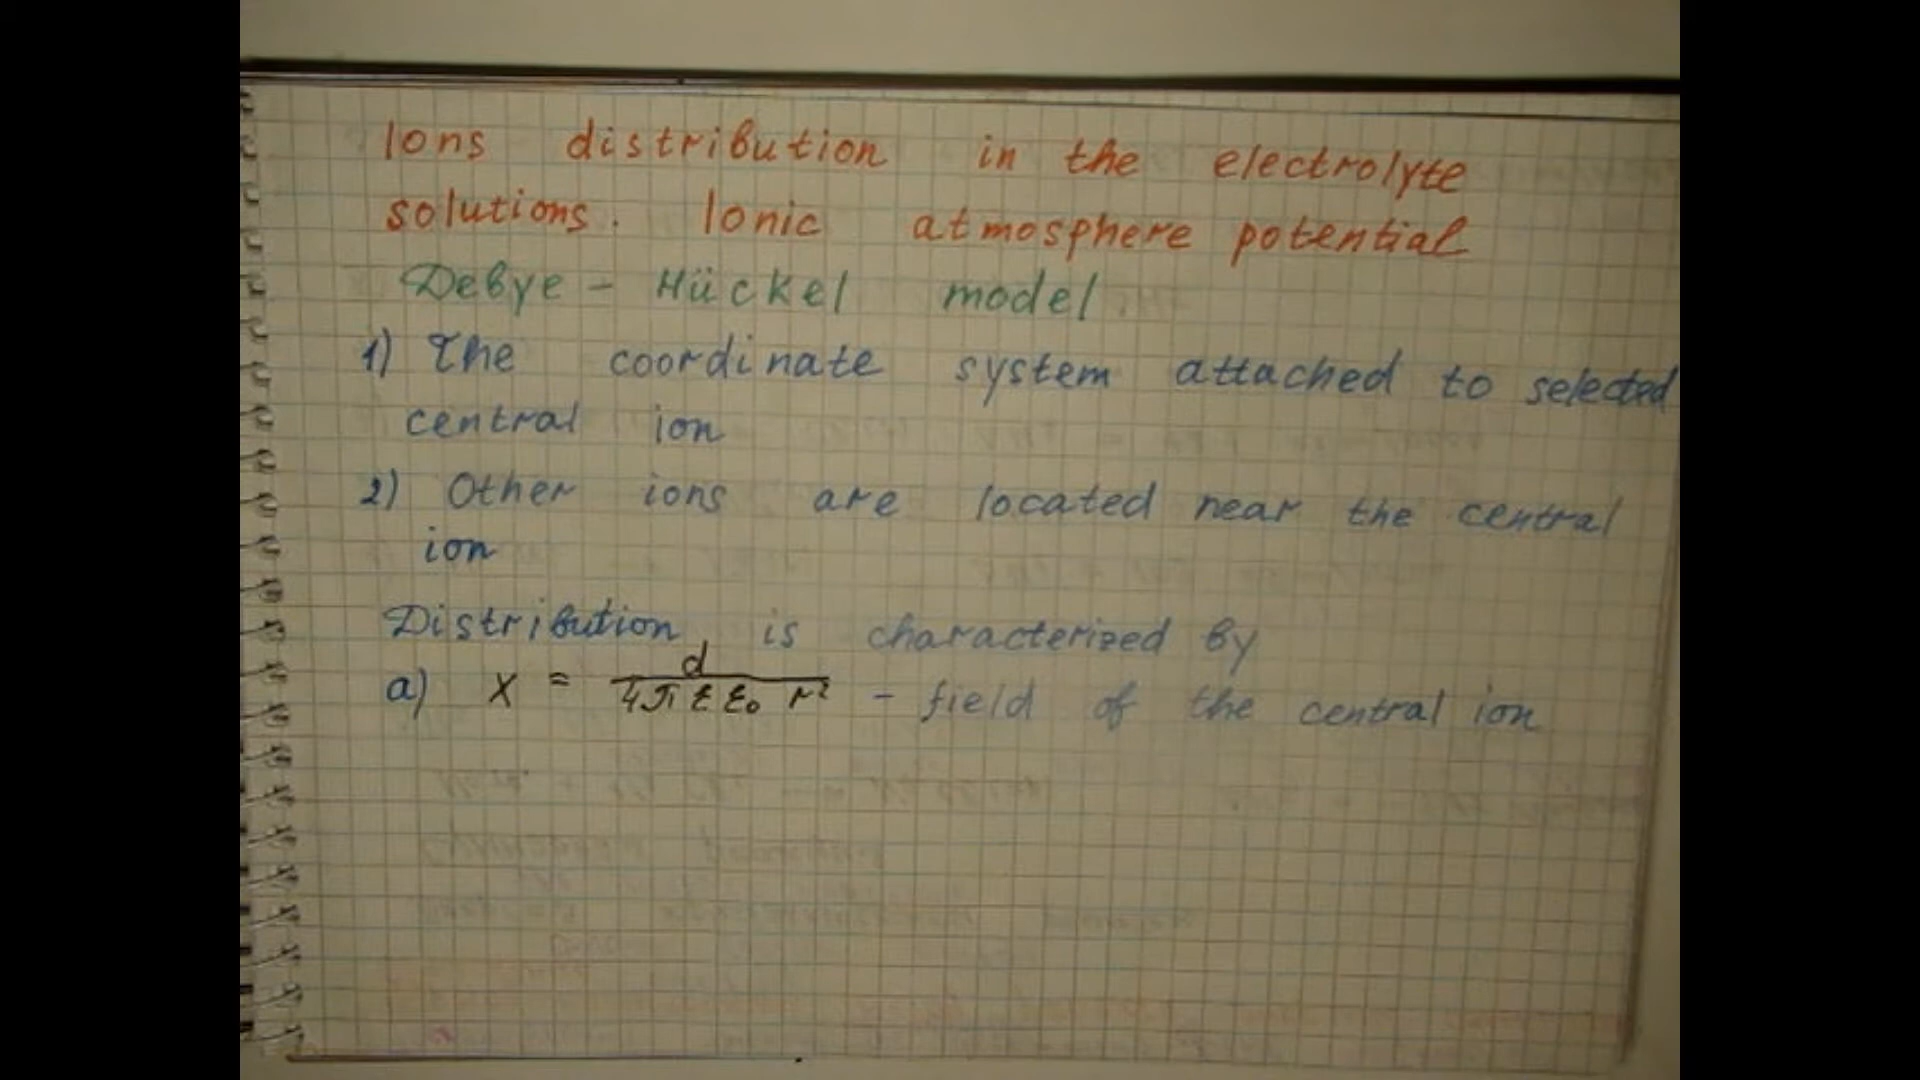 Ions distribution in the electrolyte
solutions. Ionic atmosphere potential
Debye - Hückel model
1) The coordinate system attached to selected
central ion
2) Other ions are located near the central
ion
Distribution is characterized by
a) X = d / 4πεε₀ r² - field of the central ion